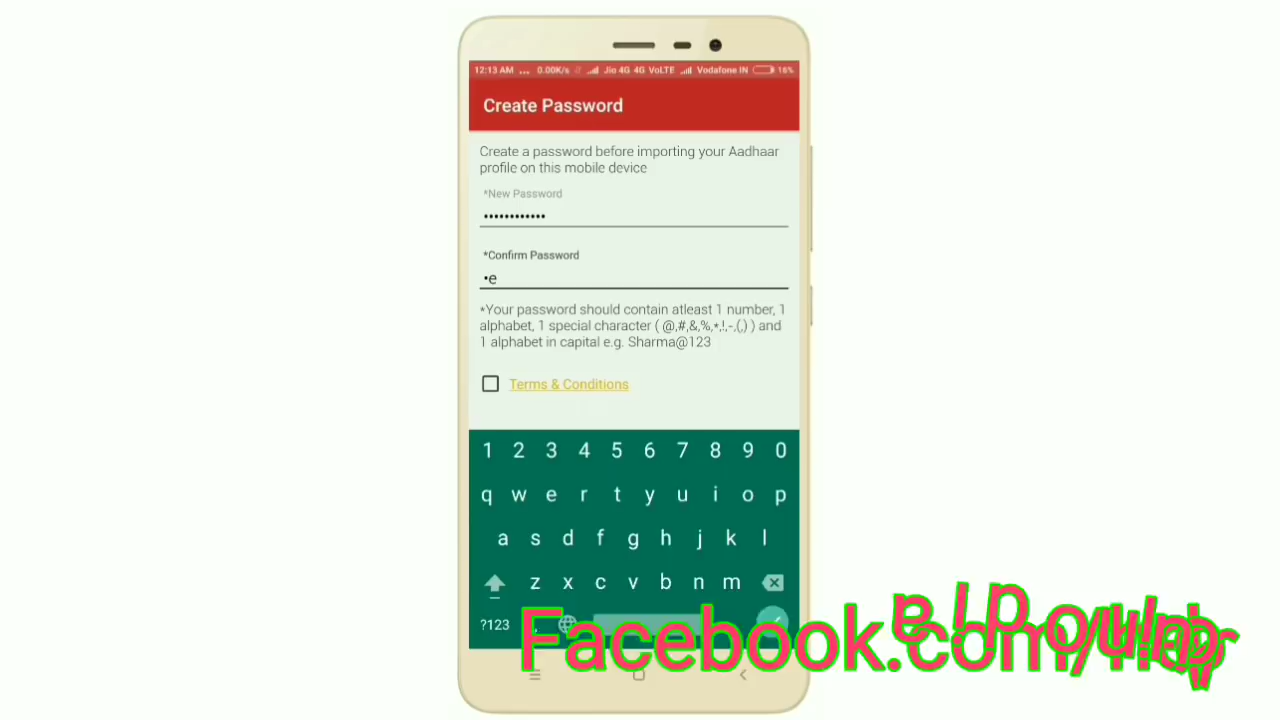 12:13 AM ... 0.00K/s Jio 4G 4G VoLTE Vodafone IN 16%
Create Password
Create a password before importing your Aadhaar
profile on this mobile device
*New Password
••••••••••••
*Confirm Password
•e
*Your password should contain atleast 1 number, 1
alphabet, 1 special character ( @,#,&,%,*,!,-,(,) ) and
1 alphabet in capital e.g. Sharma@123
Terms & Conditions
1 2 3 4 5 6 7 8 9 0
q w e r t y u i o p
a s d f g h j k l
z x c v b n m
?123 ,
Facebook.com/